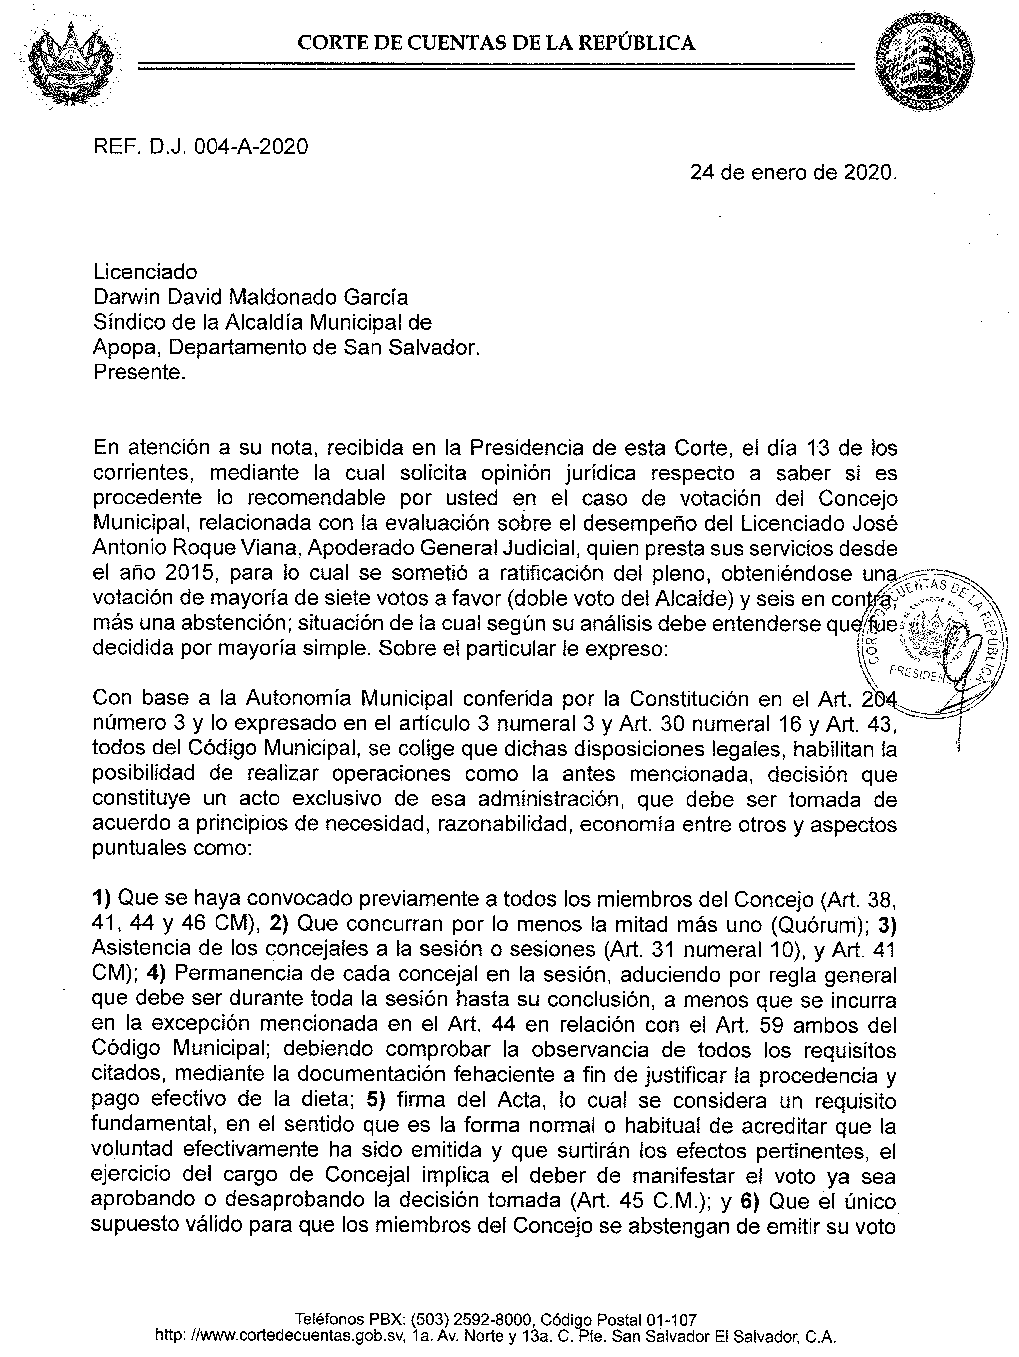 CORTE DE CUENTAS DE LA REPÚBLICA
REF. D.J. 004-A-2020
24 de enero de 2020.
Licenciado
Darwin David Maldonado García
Síndico de la Alcaldía Municipal de
Apopa, Departamento de San Salvador.
Presente.
En atención a su nota, recibida en la Presidencia de esta Corte, el día 13 de los
corrientes, mediante la cual solicita opinión jurídica respecto a saber si es
procedente lo recomendable por usted en el caso de votación del Concejo
Municipal, relacionada con la evaluación sobre el desempeño del Licenciado José
Antonio Roque Viana, Apoderado General Judicial, quien presta sus servicios desde
el año 2015, para lo cual se sometió a ratificación del pleno, obteniéndose una
votación de mayoría de siete votos a favor (doble voto del Alcalde) y seis en contra,
más una abstención; situación de la cual según su análisis debe entenderse que fue
decidida por mayoría simple. Sobre el particular le expreso:
CORTE DE CUENTAS DE LA REPÚBLICA
PRESIDENCIA
Con base a la Autonomía Municipal conferida por la Constitución en el Art. 204
número 3 y lo expresado en el artículo 3 numeral 3 y Art. 30 numeral 16 y Art. 43,
todos del Código Municipal, se colige que dichas disposiciones legales, habilitan la
posibilidad de realizar operaciones como la antes mencionada, decisión que
constituye un acto exclusivo de esa administración, que debe ser tomada de
acuerdo a principios de necesidad, razonabilidad, economía entre otros y aspectos
puntuales como:
1) Que se haya convocado previamente a todos los miembros del Concejo (Art. 38,
41, 44 y 46 CM), 2) Que concurran por lo menos la mitad más uno (Quórum); 3)
Asistencia de los concejales a la sesión o sesiones (Art. 31 numeral 10), y Art. 41
CM); 4) Permanencia de cada concejal en la sesión, aduciendo por regla general
que debe ser durante toda la sesión hasta su conclusión, a menos que se incurra
en la excepción mencionada en el Art. 44 en relación con el Art. 59 ambos del
Código Municipal; debiendo comprobar la observancia de todos los requisitos
citados, mediante la documentación fehaciente a fin de justificar la procedencia y
pago efectivo de la dieta; 5) firma del Acta, lo cual se considera un requisito
fundamental, en el sentido que es la forma normal o habitual de acreditar que la
voluntad efectivamente ha sido emitida y que surtirán los efectos pertinentes, el
ejercicio del cargo de Concejal implica el deber de manifestar el voto ya sea
aprobando o desaprobando la decisión tomada (Art. 45 C.M.); y 6) Que el único
supuesto válido para que los miembros del Concejo se abstengan de emitir su voto
Teléfonos PBX: (503) 2592-8000, Código Postal 01-107
http: //www.cortedecuentas.gob.sv, 1a. Av. Norte y 13a. C. Pte. San Salvador El Salvador, C.A.